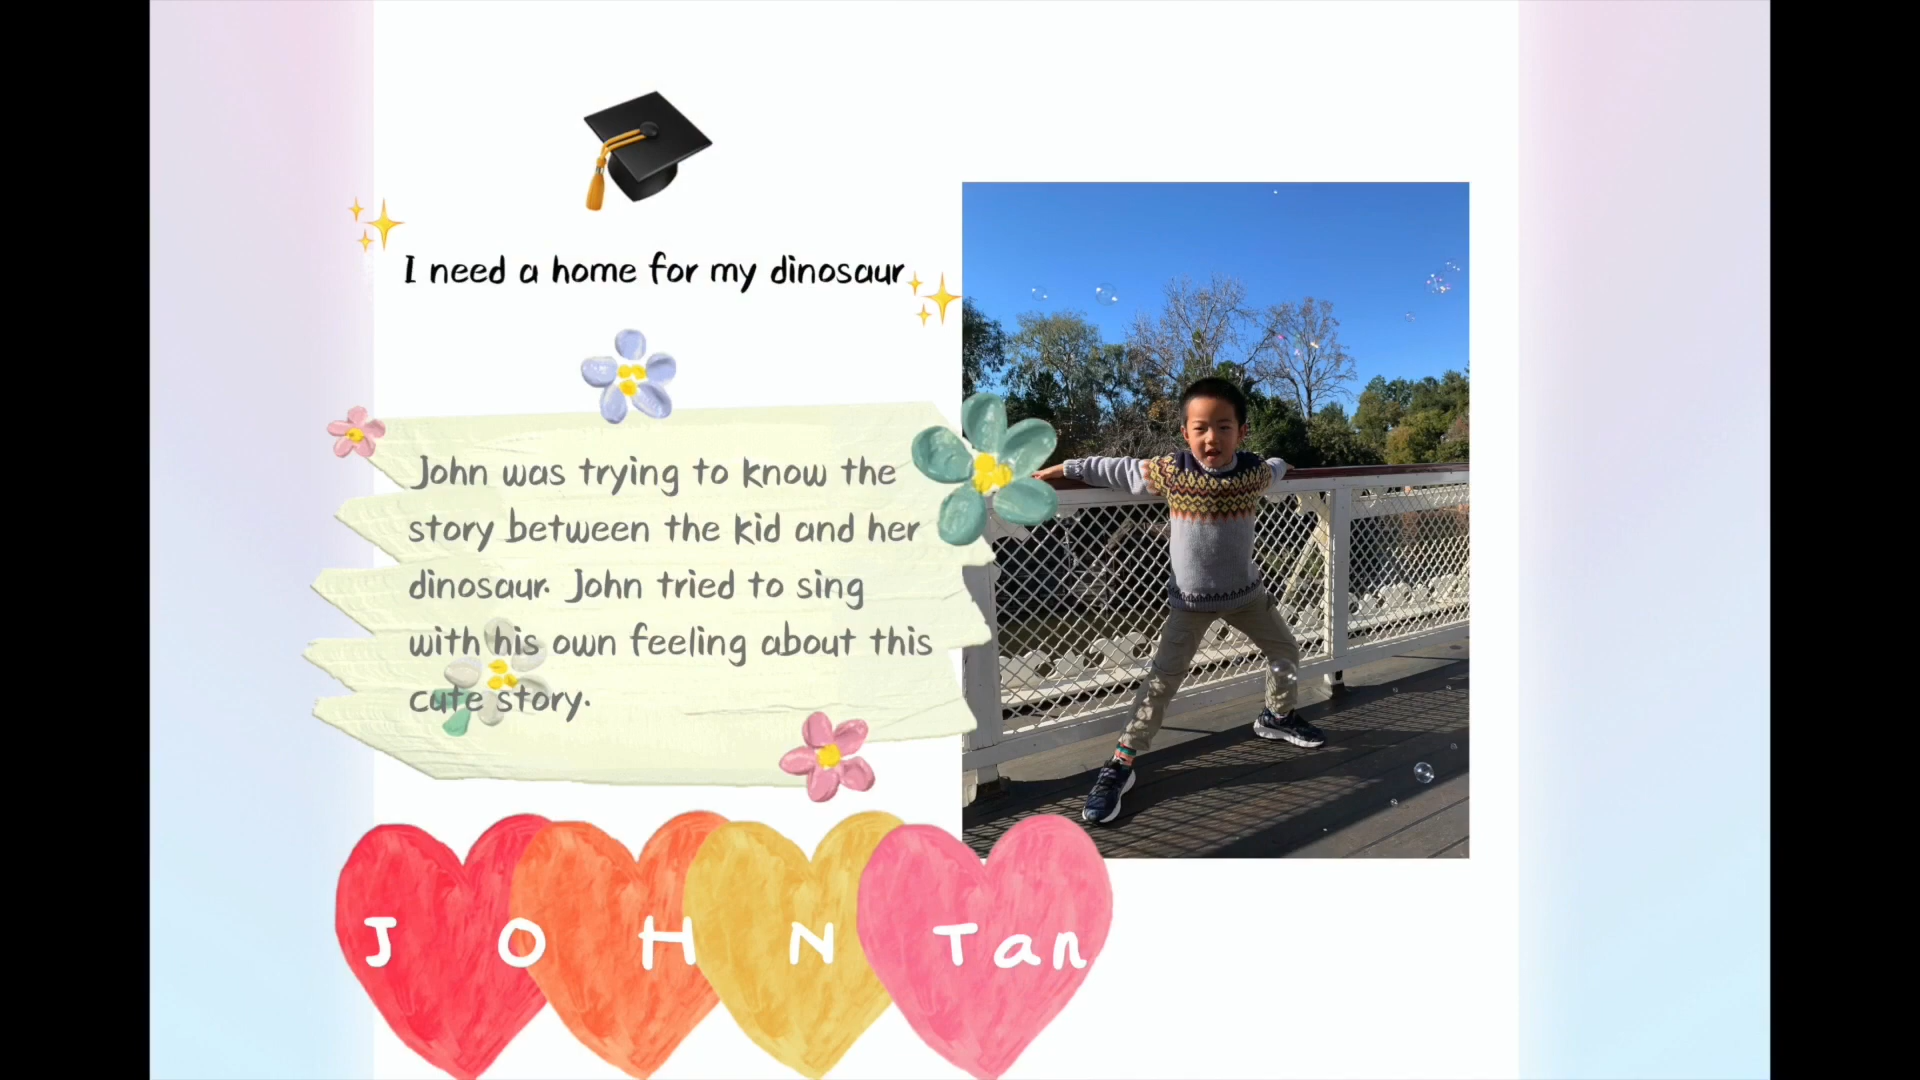 I need a home for my dinosaur
John was trying to know the
story between the kid and her
dinosaur. John tried to sing
with his own feeling about this
cute story.
J O H N Tan